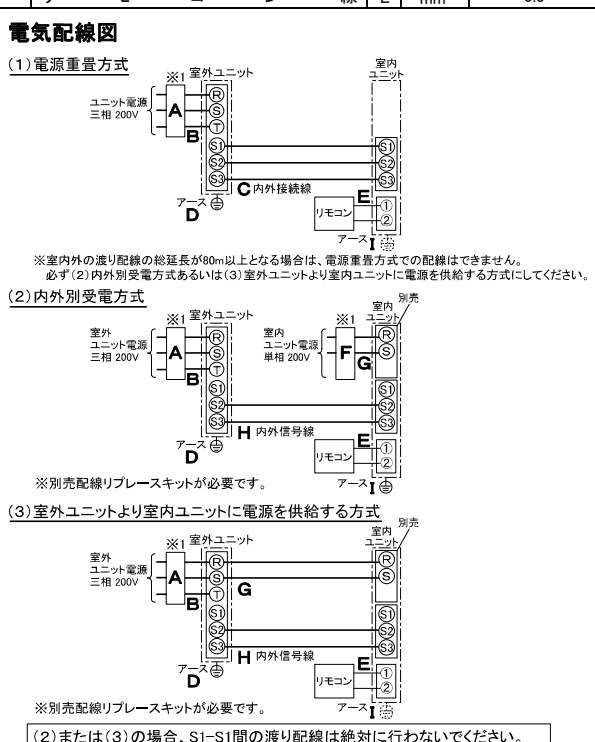 電気配線図
(1)電源重畳方式
※1 室外ユニット
室内
ユニット
ユニット電源
三相 200V
A
B
R
S
T
S1
S2
S3
S1
S2
S3
C 内外接続線
アース
D
E
リモコン
①
②
アース I
※室内外の渡り配線の総延長が80m以上となる場合は、電源重畳方式での配線はできません。
必ず(2)内外別受電方式あるいは(3)室外ユニットより室内ユニットに電源を供給する方式にしてください。
(2)内外別受電方式
※1 室外ユニット
室外
ユニット電源
三相 200V
A
B
R
S
T
S1
S2
S3
室内
ユニット電源
単相 200V
※1
F
G
室内
ユニット
別売
R
S
S1
S2
S3
H 内外信号線
アース
D
E
リモコン
①
②
アース I
※別売配線リプレースキットが必要です。
(3)室外ユニットより室内ユニットに電源を供給する方式
※1 室外ユニット
室外
ユニット電源
三相 200V
A
B
R
S
T
S1
S2
S3
G
室内
ユニット
別売
R
S
S1
S2
S3
H 内外信号線
アース
D
E
リモコン
①
②
アース I
※別売配線リプレースキットが必要です。
(2)または(3)の場合、S1-S1間の渡り配線は絶対に行わないでください。